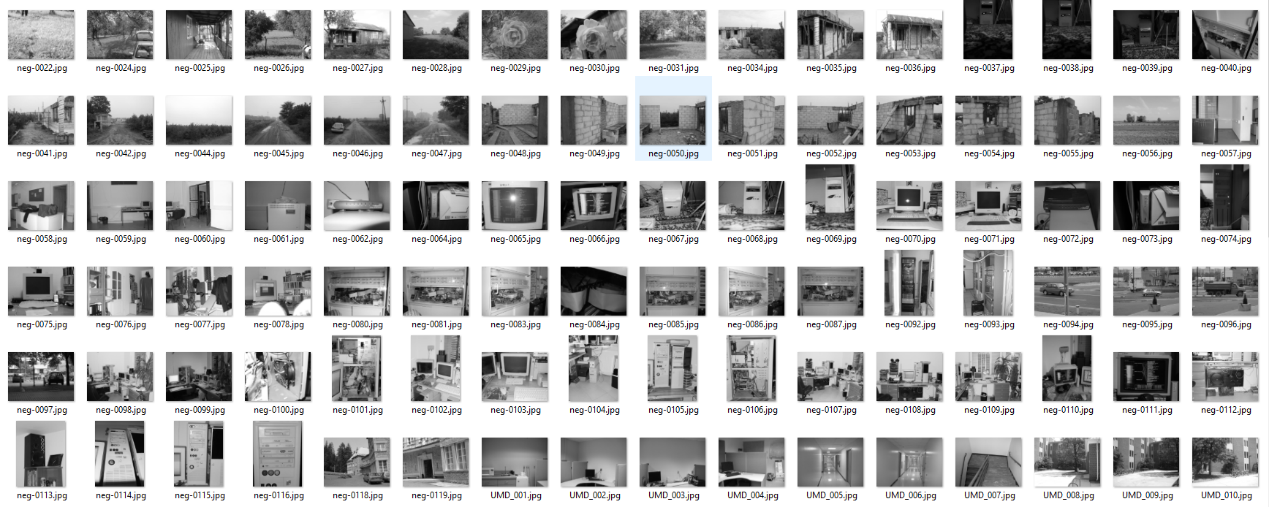 neg-0022.jpg neg-0024.jpg neg-0025.jpg neg-0026.jpg neg-0027.jpg neg-0028.jpg neg-0029.jpg neg-0030.jpg neg-0031.jpg neg-0034.jpg neg-0035.jpg neg-0036.jpg neg-0037.jpg neg-0038.jpg neg-0039.jpg neg-0040.jpg
neg-0041.jpg neg-0042.jpg neg-0044.jpg neg-0045.jpg neg-0046.jpg neg-0047.jpg neg-0048.jpg neg-0049.jpg neg-0050.jpg neg-0051.jpg neg-0052.jpg neg-0053.jpg neg-0054.jpg neg-0055.jpg neg-0056.jpg neg-0057.jpg
neg-0058.jpg neg-0059.jpg neg-0060.jpg neg-0061.jpg neg-0062.jpg neg-0064.jpg neg-0065.jpg neg-0066.jpg neg-0067.jpg neg-0068.jpg neg-0069.jpg neg-0070.jpg neg-0071.jpg neg-0072.jpg neg-0073.jpg neg-0074.jpg
neg-0075.jpg neg-0076.jpg neg-0077.jpg neg-0078.jpg neg-0080.jpg neg-0081.jpg neg-0083.jpg neg-0084.jpg neg-0085.jpg neg-0086.jpg neg-0087.jpg neg-0092.jpg neg-0093.jpg neg-0094.jpg neg-0095.jpg neg-0096.jpg
neg-0097.jpg neg-0098.jpg neg-0099.jpg neg-0100.jpg neg-0101.jpg neg-0102.jpg neg-0103.jpg neg-0104.jpg neg-0105.jpg neg-0106.jpg neg-0107.jpg neg-0108.jpg neg-0109.jpg neg-0110.jpg neg-0111.jpg neg-0112.jpg
neg-0113.jpg neg-0114.jpg neg-0115.jpg neg-0116.jpg neg-0118.jpg neg-0119.jpg UMD_001.jpg UMD_002.jpg UMD_003.jpg UMD_004.jpg UMD_005.jpg UMD_006.jpg UMD_007.jpg UMD_008.jpg UMD_009.jpg UMD_010.jpg